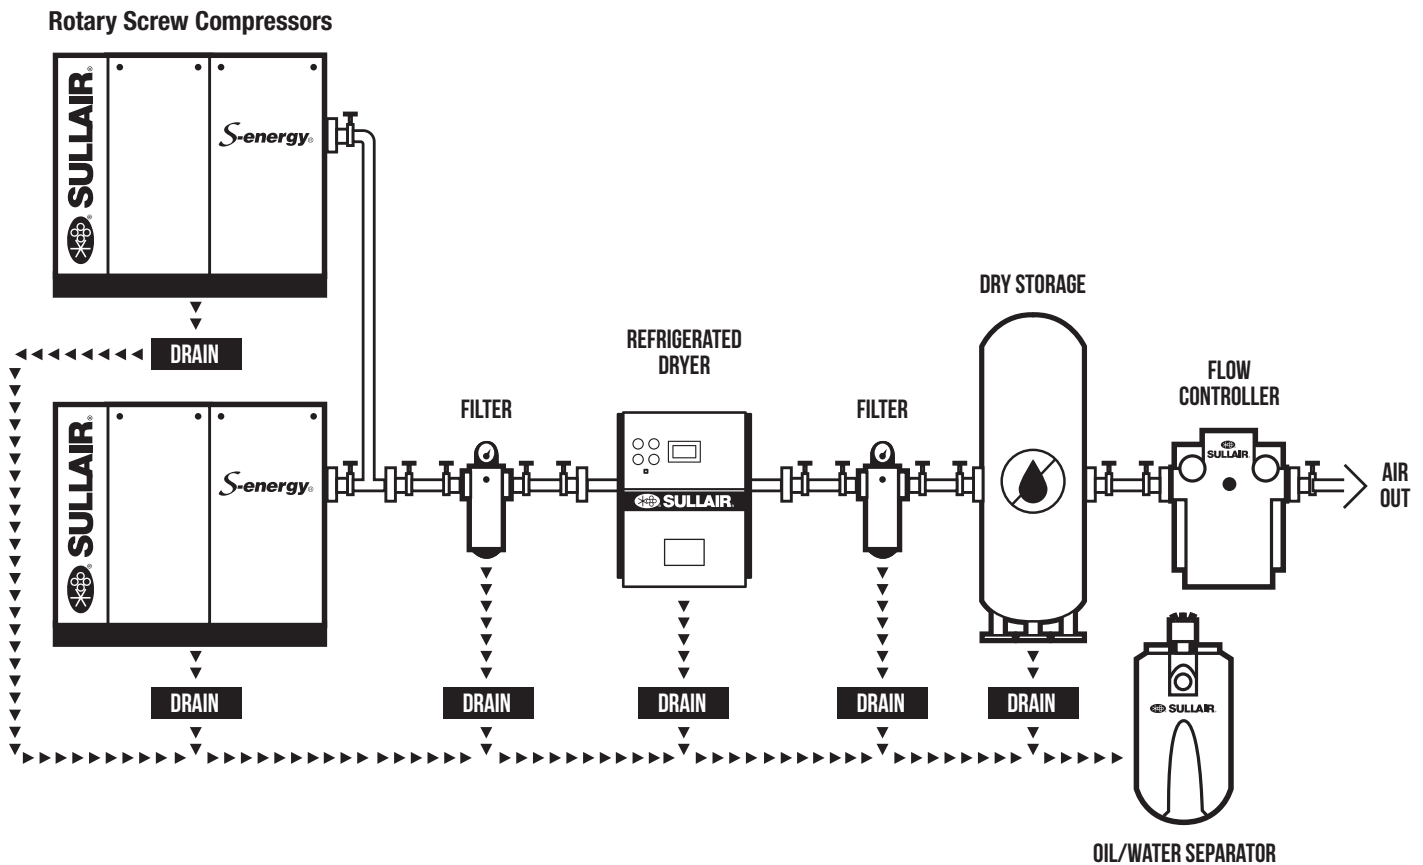 Rotary Screw Compressors
SULLAIR®
S-energy®
DRAIN
SULLAIR®
S-energy®
DRAIN
FILTER
DRAIN
REFRIGERATED
DRYER
SULLAIR
DRAIN
FILTER
DRAIN
DRY STORAGE
DRAIN
FLOW
CONTROLLER
SULLAIR
AIR
OUT
SULLAIR
OIL/WATER SEPARATOR